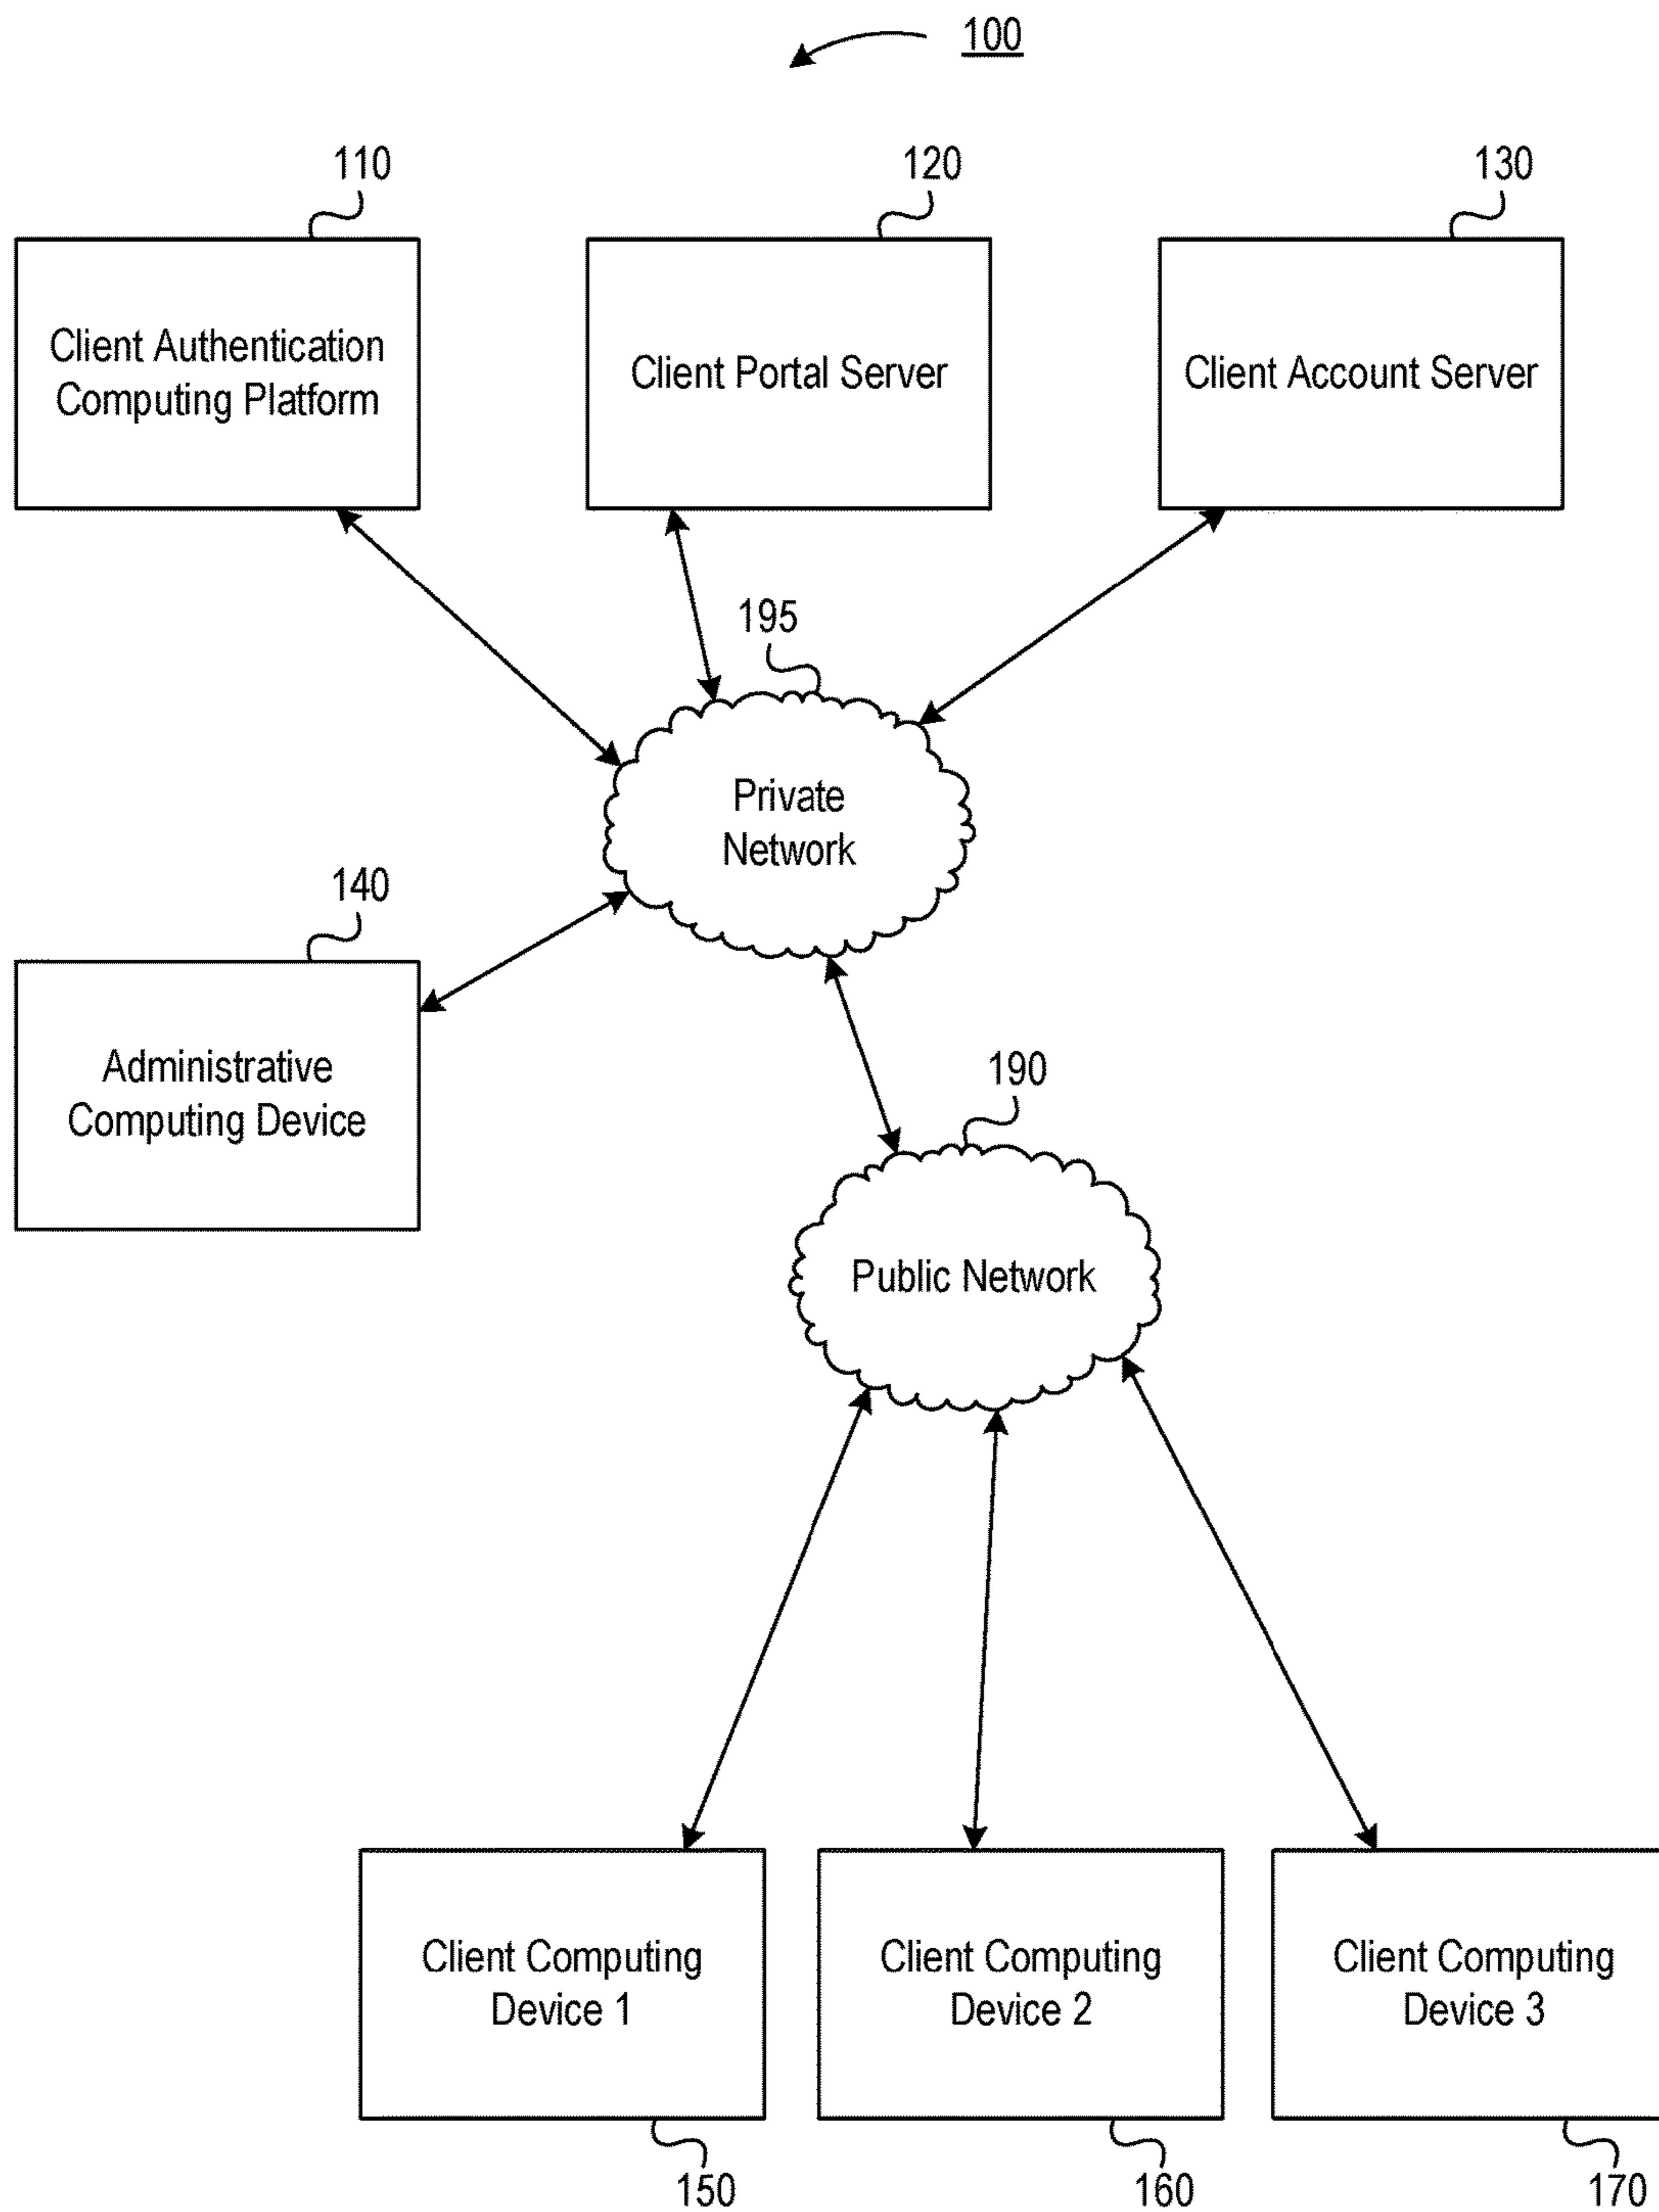 100
110
120
130
Client Authentication
Computing Platform
Client Portal Server
Client Account Server
195
Private
Network
140
Administrative
Computing Device
190
Public Network
Client Computing
Device 1
Client Computing
Device 2
Client Computing
Device 3
150
160
170